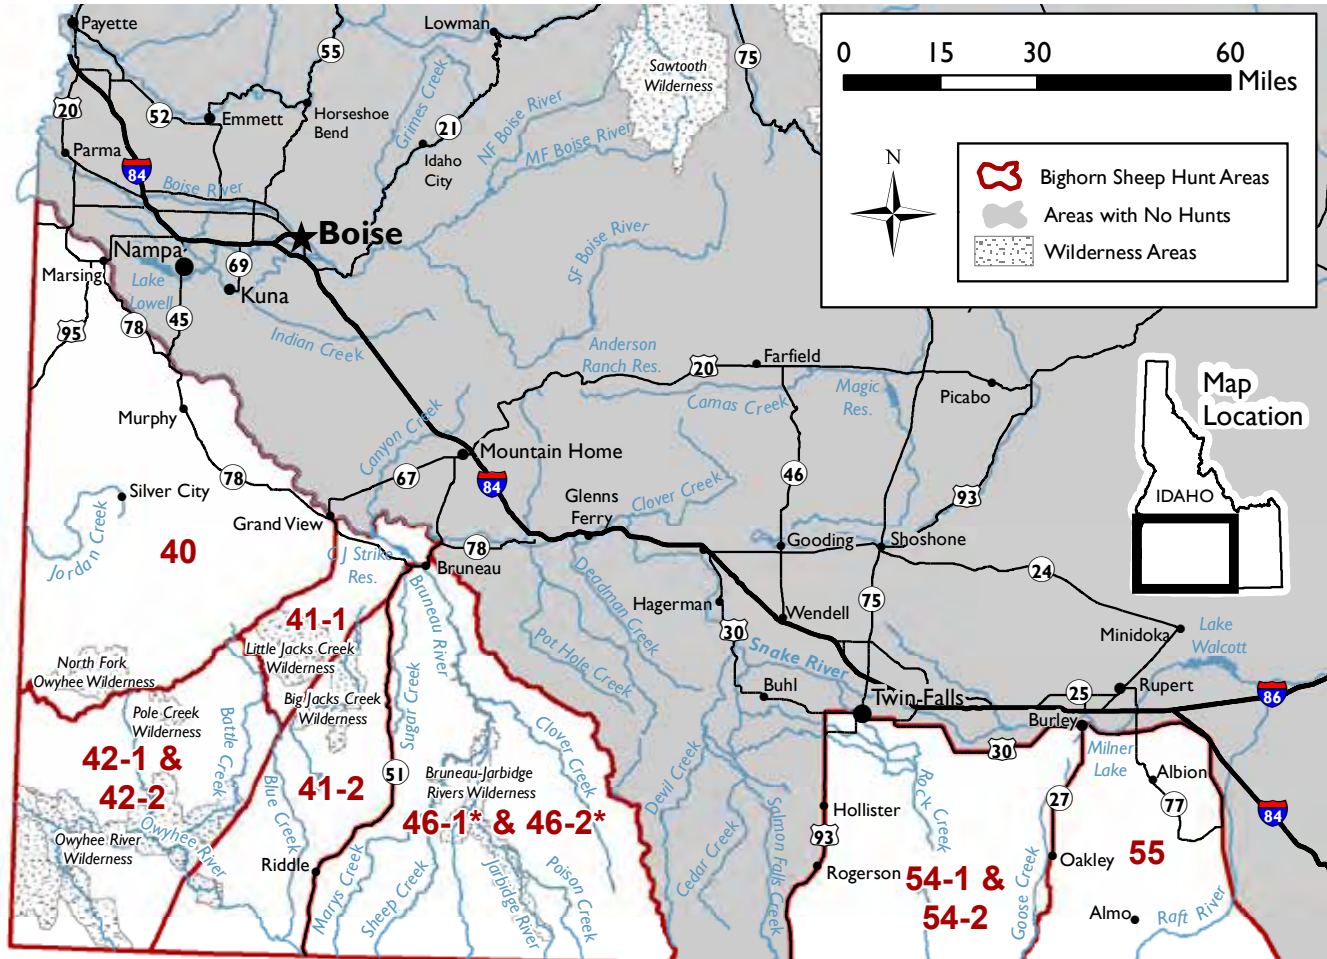 Payette
Lowman
55
75
Sawtooth
Wilderness
0 15 30 60
Miles
20
52
Emmett
Horseshoe
Bend
Grimes Creek
21
NF Boise River
MF Boise River
Parma
Idaho
City
84
Boise River
N
Bighorn Sheep Hunt Areas
Areas with No Hunts
Wilderness Areas
Boise
Nampa
SF Boise River
Marsing
69
Lake
Lowell
Kuna
95
78
45
Indian Creek
Anderson
Ranch Res.
20
Farfield
Map
Location
Magic
Res.
Picabo
Camas Creek
Murphy
Canyon Creek
Mountain Home
78
67
84
46
93
IDAHO
Silver City
Glenns
Ferry
Clover Creek
Grand View
Jordan Creek
40
C J Strike
Res.
78
Bruneau
Gooding
Shoshone
24
Deadman Creek
Bruneau River
Hagerman
75
Wendell
41-1
30
Minidoka
Lake
Walcott
Little Jacks Creek
Wilderness
Pot Hole Creek
Snake River
North Fork
Owyhee Wilderness
Buhl
Twin-Falls
25
Rupert
86
Big Jacks Creek
Wilderness
Sugar Creek
Pole Creek
Wilderness
Battle Creek
Clover Creek
Burley
30
Milner
Lake
42-1 &
42-2
41-2
51
Bruneau-Jarbidge
Rivers Wilderness
46-1* & 46-2*
Devil Creek
Rock Creek
Albion
27
77
84
Blue Creek
Salmon Falls Creek
Hollister
93
Owyhee River
Wilderness
Owyhee River
Cedar Creek
Riddle
Rogerson
Oakley
55
54-1 &
54-2
Marys Creek
Sheep Creek
Jarbidge River
Poison Creek
Goose Creek
Almo
Raft River